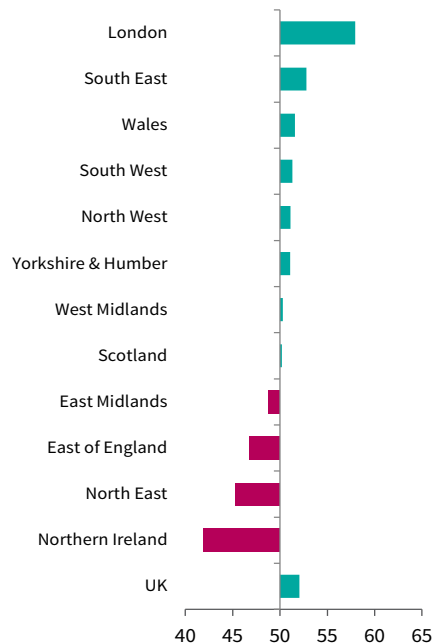 London
South East
Wales
South West
North West
Yorkshire & Humber
West Midlands
Scotland
East Midlands
East of England
North East
Northern Ireland
UK
40 45 50 55 60 65